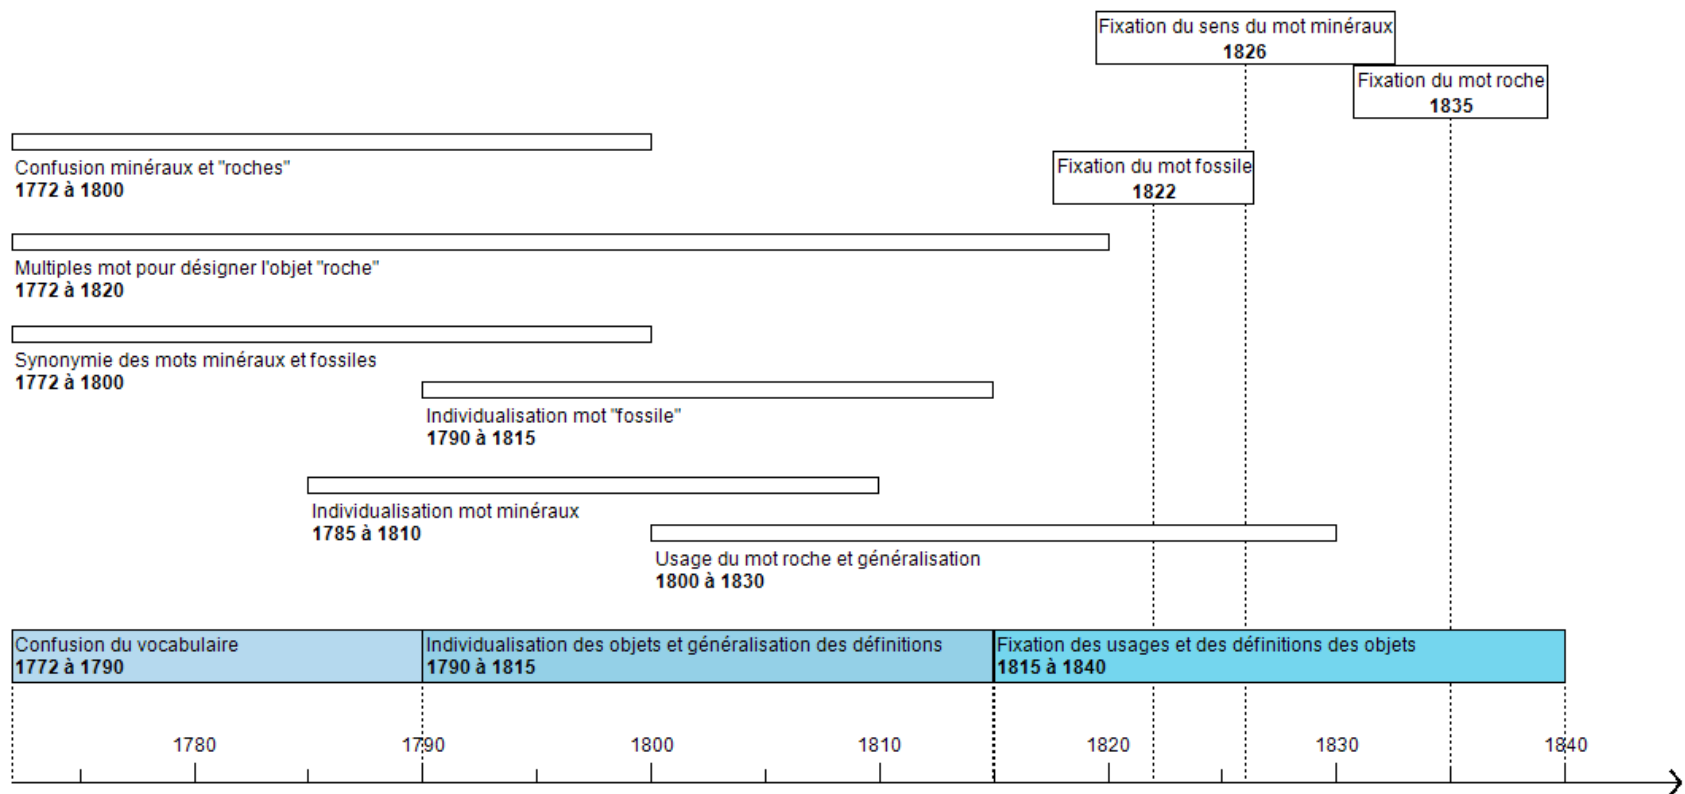 Fixation du sens du mot minéraux
1826
Fixation du mot roche
1835
Confusion minéraux et "roches"
1772 à 1800
Fixation du mot fossile
1822
Multiples mot pour désigner l'objet "roche"
1772 à 1820
Synonymie des mots minéraux et fossiles
1772 à 1800
Individualisation mot "fossile"
1790 à 1815
Individualisation mot minéraux
1785 à 1810
Usage du mot roche et généralisation
1800 à 1830
Confusion du vocabulaire
1772 à 1790
Individualisation des objets et généralisation des définitions
1790 à 1815
Fixation des usages et des définitions des objets
1815 à 1840
1780 1790 1800 1810 1820 1830 1840